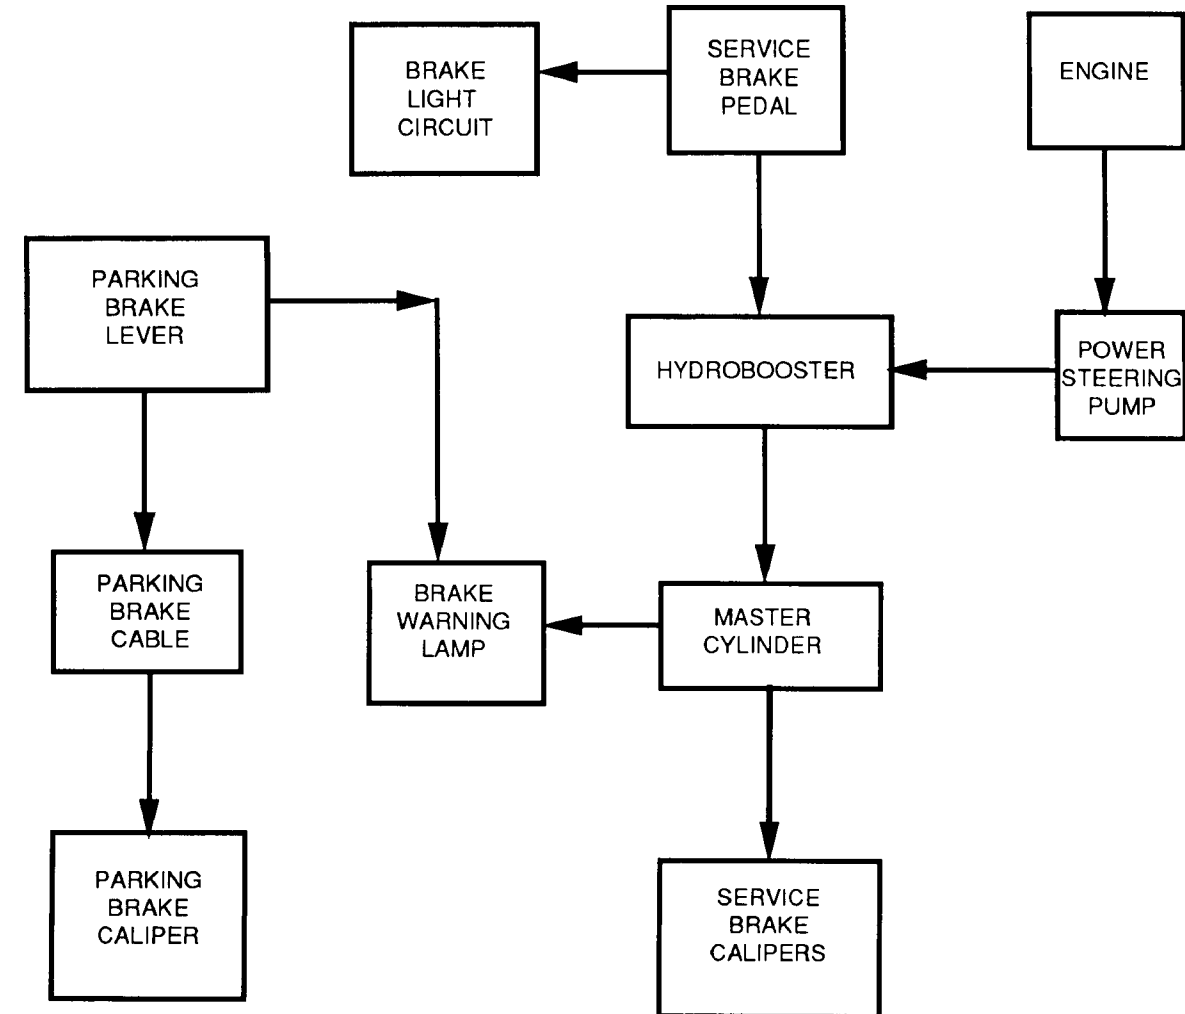 BRAKE
LIGHT
CIRCUIT
SERVICE
BRAKE
PEDAL
ENGINE
PARKING
BRAKE
LEVER
HYDROBOOSTER
POWER
STEERING
PUMP
PARKING
BRAKE
CABLE
BRAKE
WARNING
LAMP
MASTER
CYLINDER
PARKING
BRAKE
CALIPER
SERVICE
BRAKE
CALIPERS